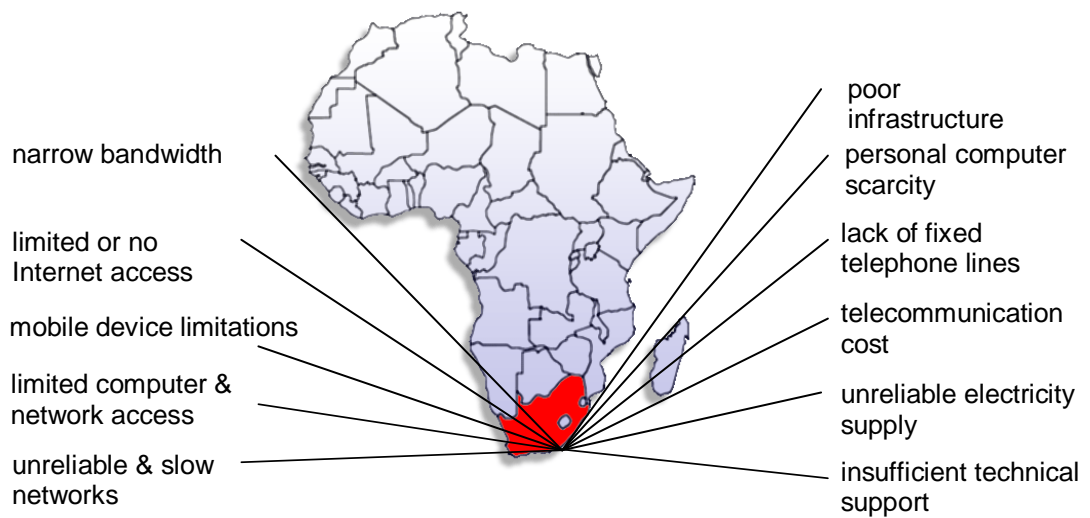 narrow bandwidth
limited or no
Internet access
mobile device limitations
limited computer &
network access
unreliable & slow
networks
poor
infrastructure
personal computer
scarcity
lack of fixed
telephone lines
telecommunication
cost
unreliable electricity
supply
insufficient technical
support